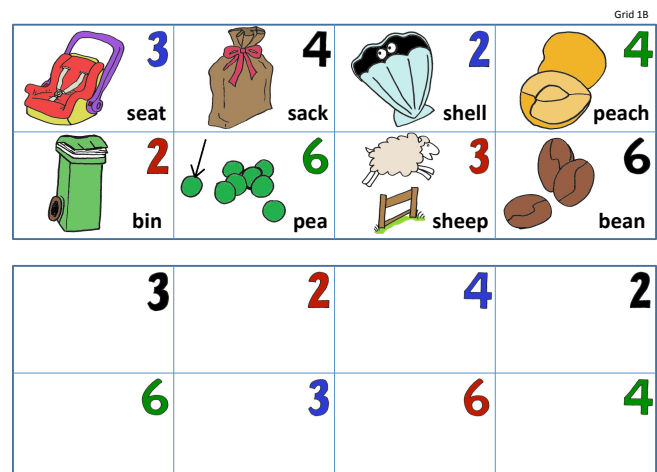 Grid 1B
3 4 2 4
seat sack shell peach
2 6 3 6
bin pea sheep bean
3 2 4 2
6 3 6 4